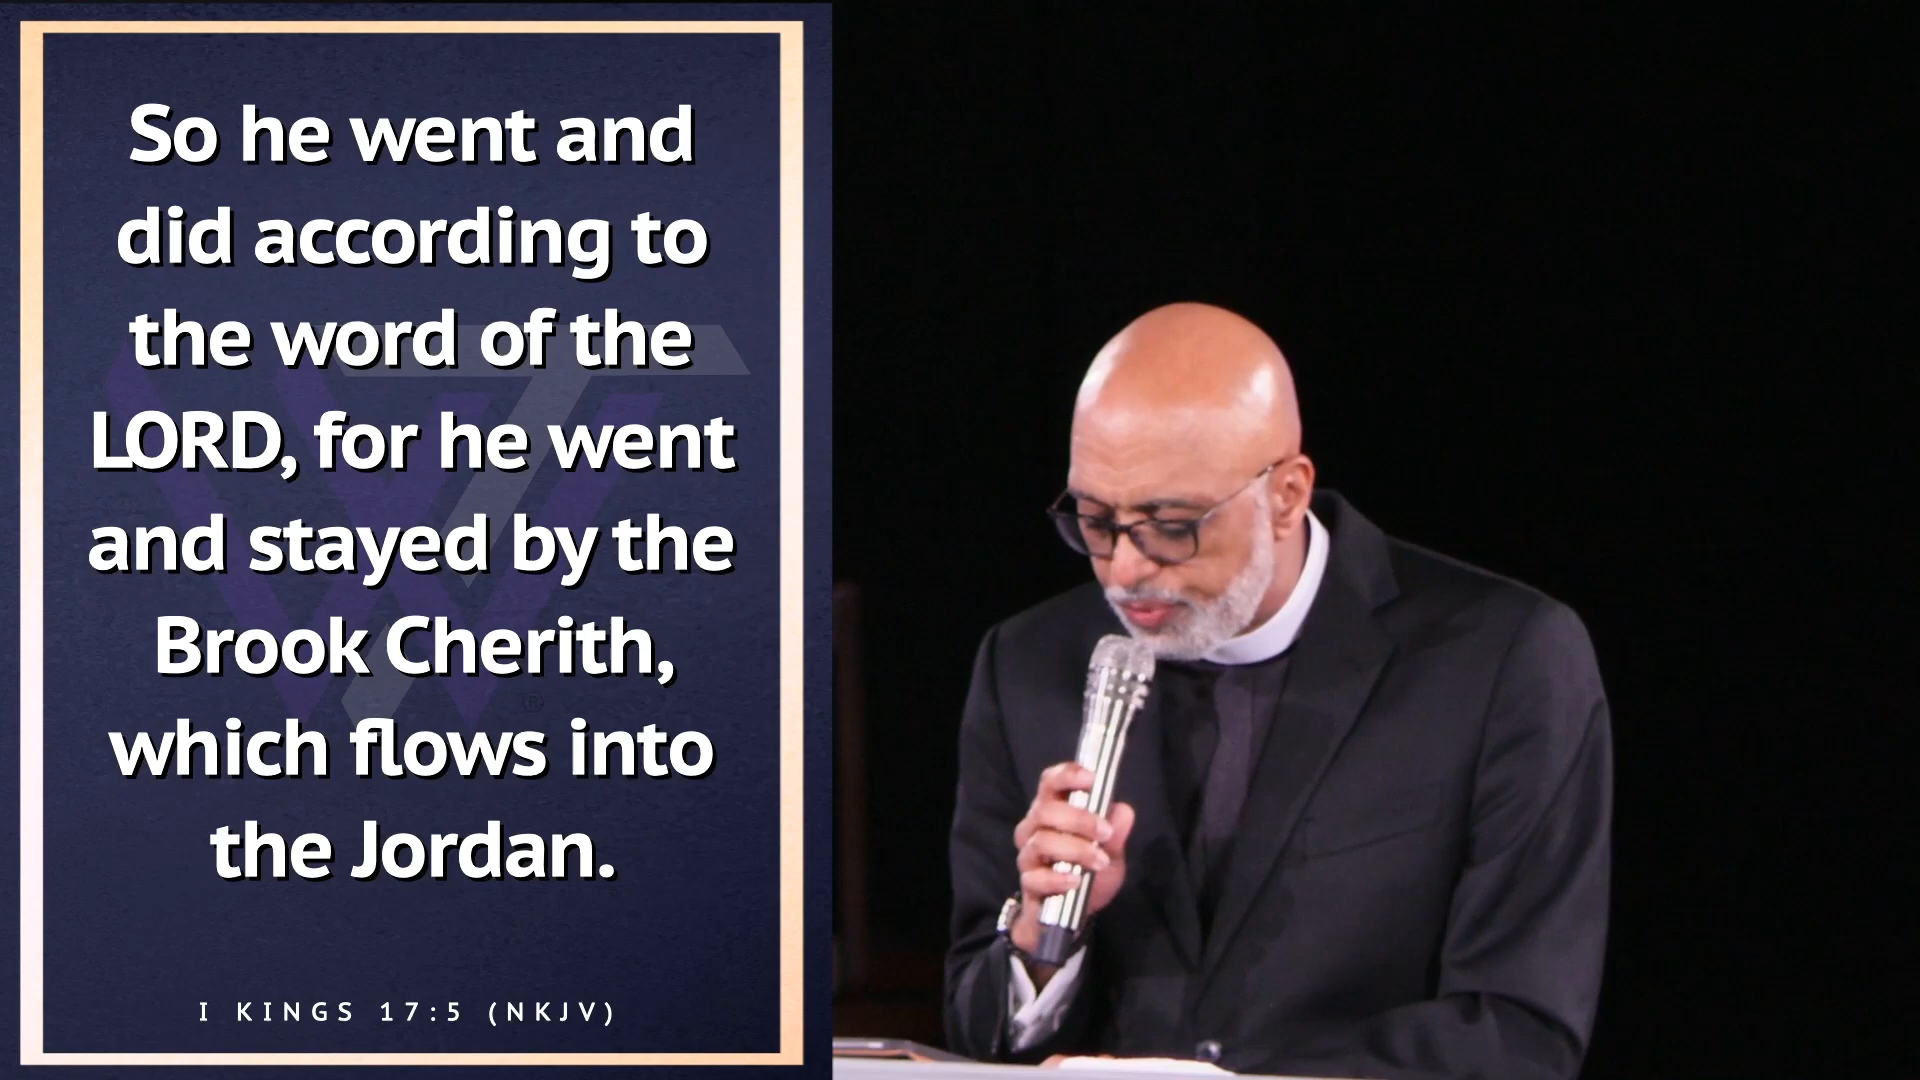 So he went and
did according to
the word of the
LORD, for he went
and stayed by the
Brook Cherith,
which flows into
the Jordan.
I KINGS 17:5 (NKJV)